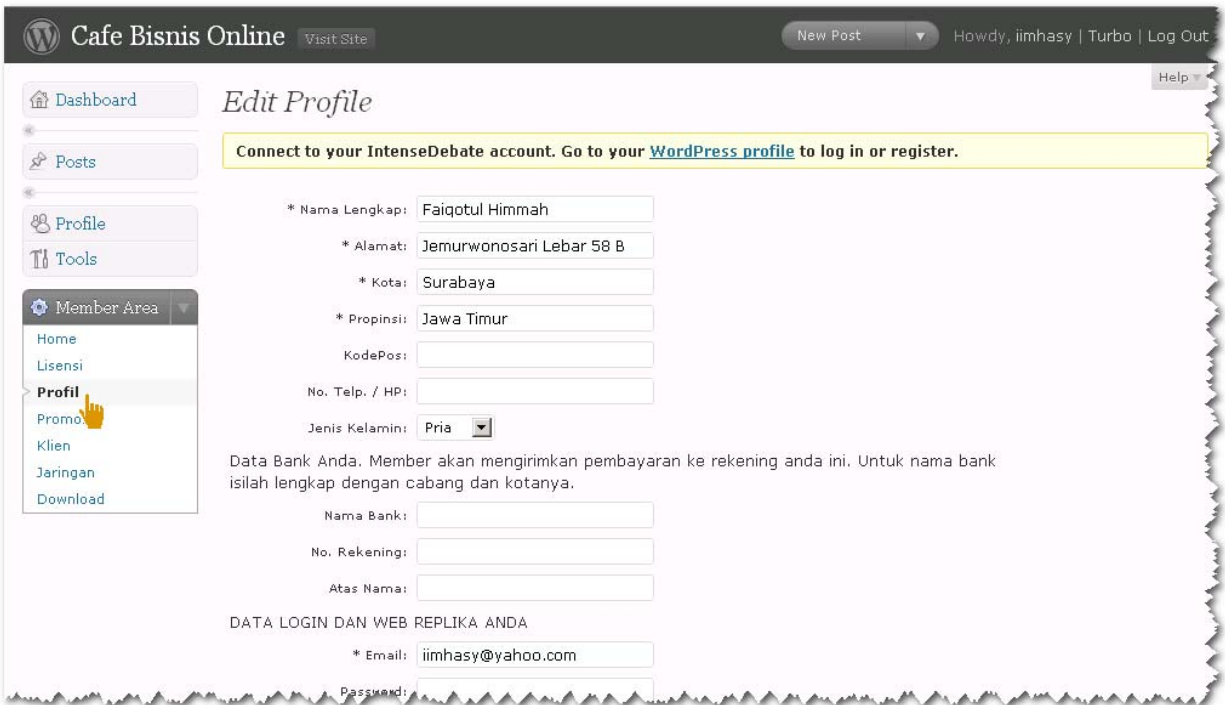 Cafe Bisnis Online Visit Site New Post Howdy, iimhasy | Turbo | Log Out
Help
Dashboard
Posts
Profile
Tools
Member Area
Home
Lisensi
Profil
Promo
Klien
Jaringan
Download
Edit Profile
Connect to your IntenseDebate account. Go to your WordPress profile to log in or register.
* Nama Lengkap: Faiqotul Himmah
* Alamat: Jemurwonosari Lebar 58 B
* Kota: Surabaya
* Propinsi: Jawa Timur
KodePos:
No. Telp. / HP:
Jenis Kelamin: Pria
Data Bank Anda. Member akan mengirimkan pembayaran ke rekening anda ini. Untuk nama bank
isilah lengkap dengan cabang dan kotanya.
Nama Bank:
No. Rekening:
Atas Nama:
DATA LOGIN DAN WEB REPLIKA ANDA
* Email: iimhasy@yahoo.com
Password: